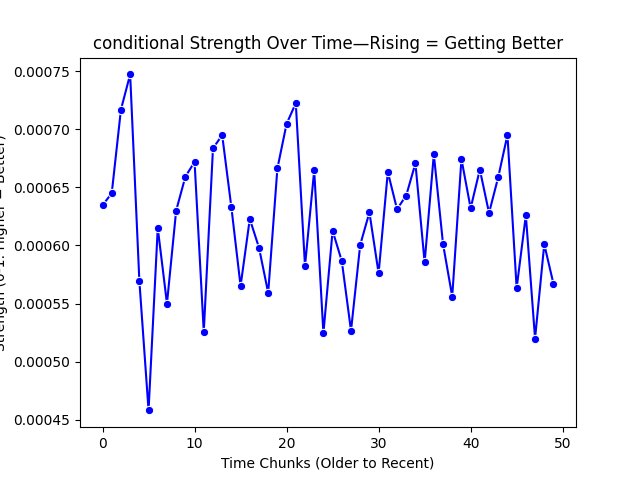 conditional Strength Over Time—Rising = Getting Better
Strength (0-1: Higher = Better)
0.00075
0.00070
0.00065
0.00060
0.00055
0.00050
0.00045
0 10 20 30 40 50
Time Chunks (Older to Recent)